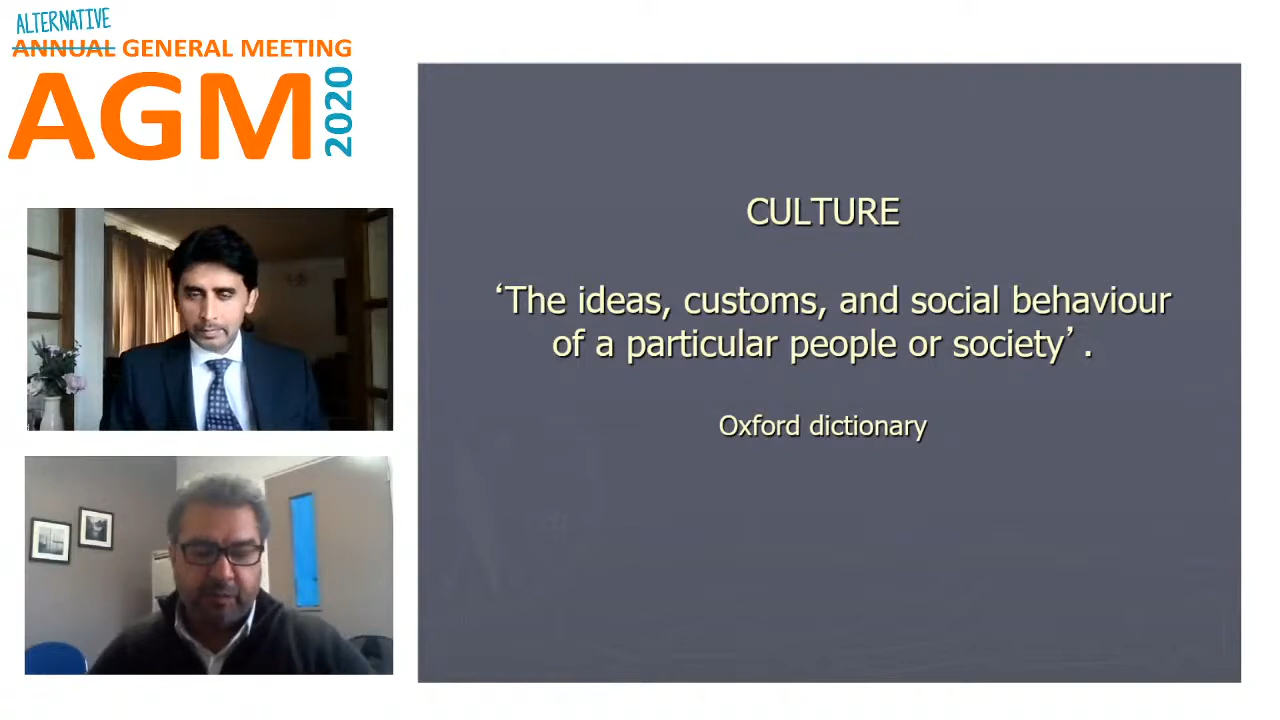 ALTERNATIVE
ANNUAL GENERAL MEETING
AGM 2020
CULTURE
‘The ideas, customs, and social behaviour
of a particular people or society’ .
Oxford dictionary